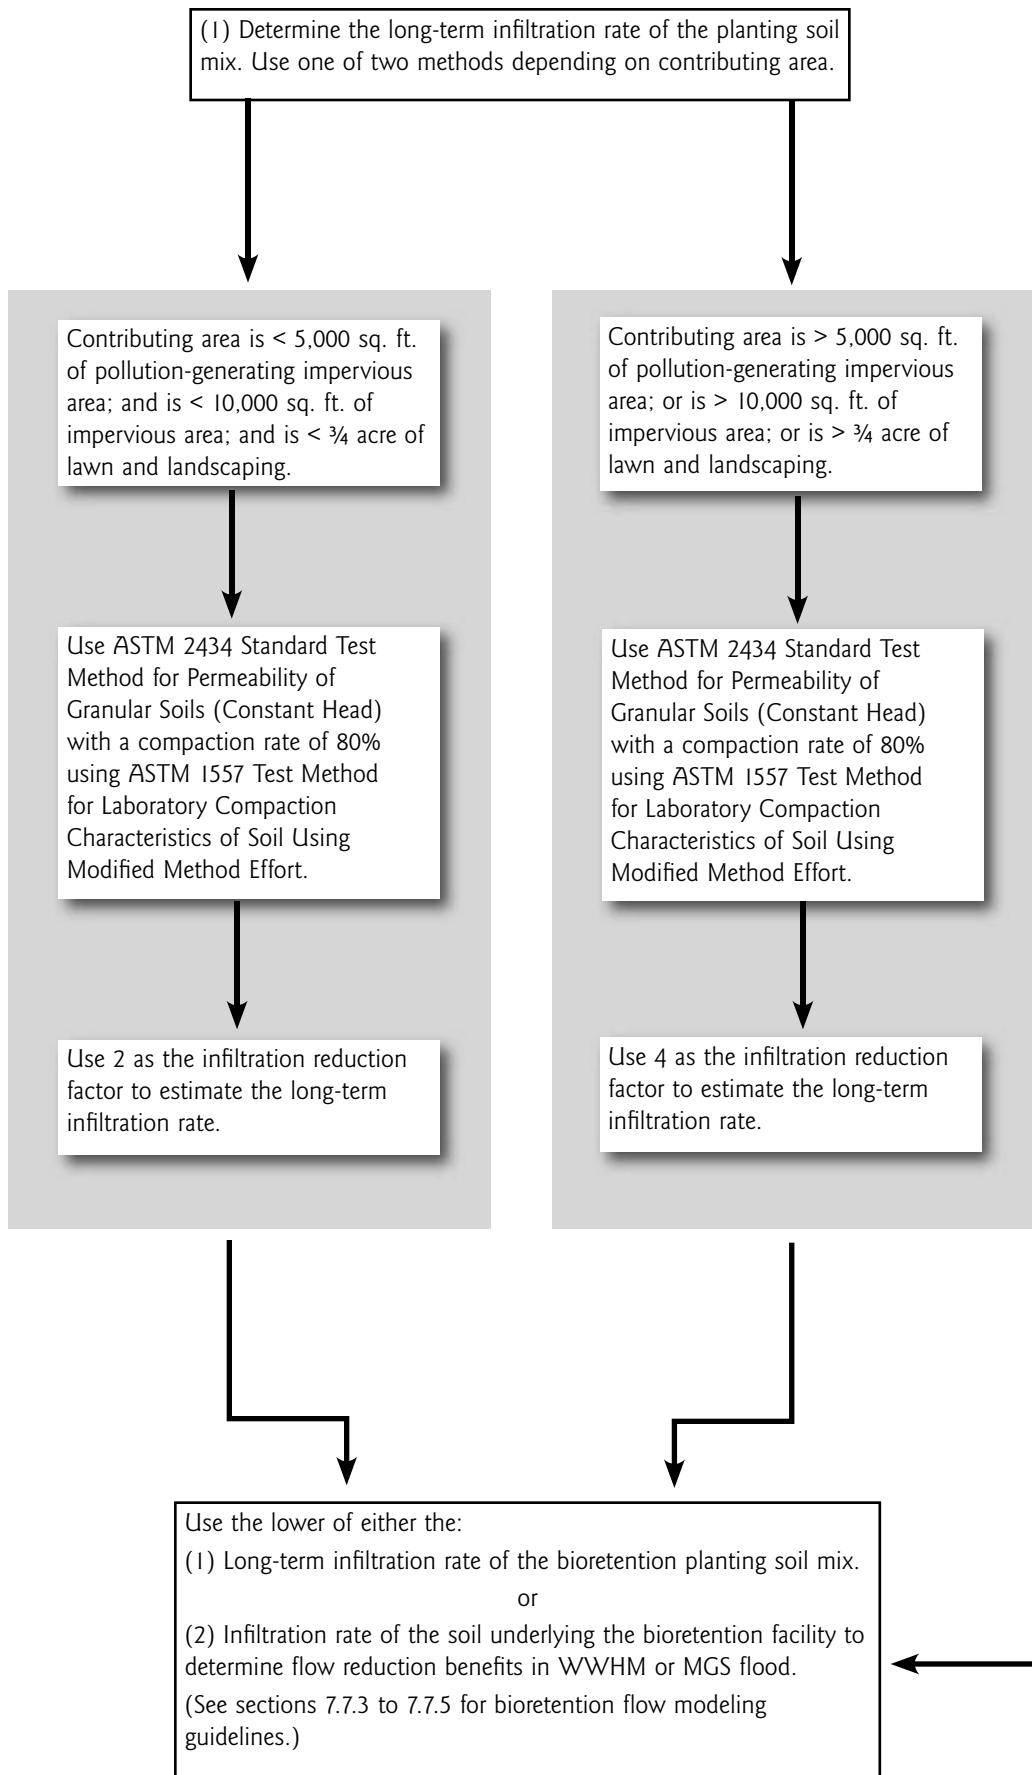 (1) Determine the long-term infiltration rate of the planting soil
mix. Use one of two methods depending on contributing area.
Contributing area is < 5,000 sq. ft.
of pollution-generating impervious
area; and is < 10,000 sq. ft. of
impervious area; and is < ¾ acre of
lawn and landscaping.
Use ASTM 2434 Standard Test
Method for Permeability of
Granular Soils (Constant Head)
with a compaction rate of 80%
using ASTM 1557 Test Method
for Laboratory Compaction
Characteristics of Soil Using
Modified Method Effort.
Use 2 as the infiltration reduction
factor to estimate the long-term
infiltration rate.
Contributing area is > 5,000 sq. ft.
of pollution-generating impervious
area; or is > 10,000 sq. ft. of
impervious area; or is > ¾ acre of
lawn and landscaping.
Use ASTM 2434 Standard Test
Method for Permeability of
Granular Soils (Constant Head)
with a compaction rate of 80%
using ASTM 1557 Test Method
for Laboratory Compaction
Characteristics of Soil Using
Modified Method Effort.
Use 4 as the infiltration reduction
factor to estimate the long-term
infiltration rate.
Use the lower of either the:
(1) Long-term infiltration rate of the bioretention planting soil mix.
or
(2) Infiltration rate of the soil underlying the bioretention facility to
determine flow reduction benefits in WWHM or MGS flood.
(See sections 7.7.3 to 7.7.5 for bioretention flow modeling
guidelines.)